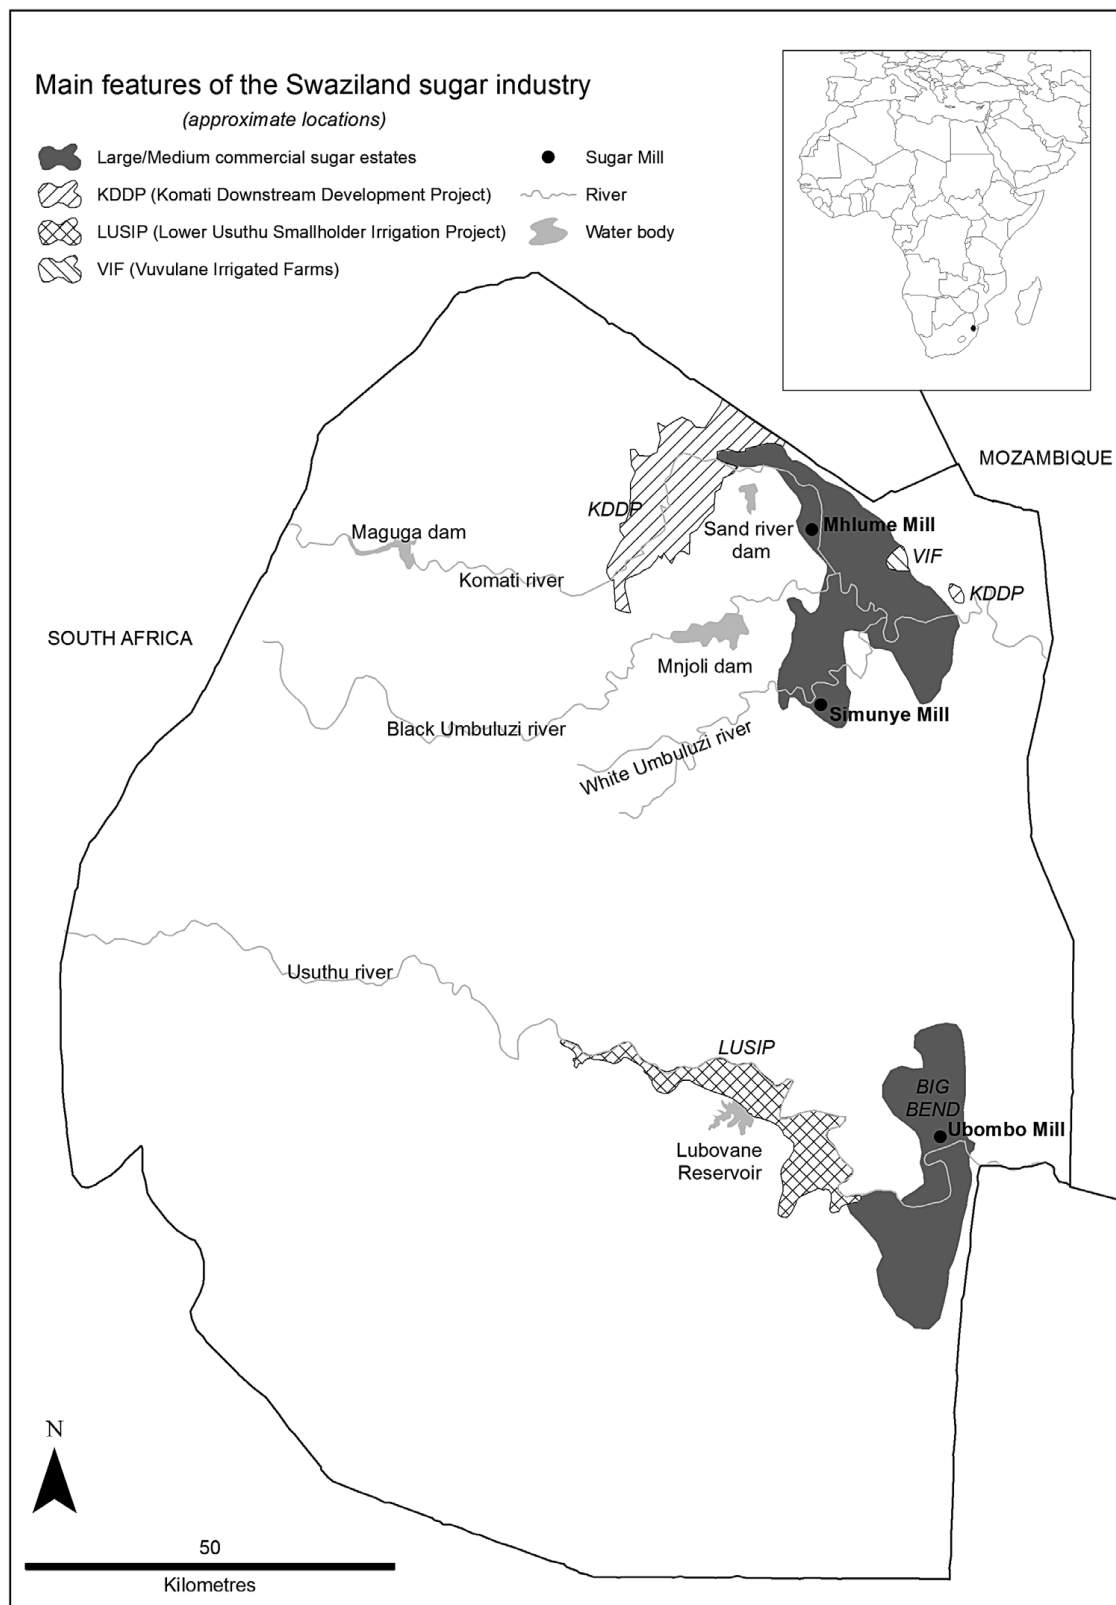 Main features of the Swaziland sugar industry
(approximate locations)
Large/Medium commercial sugar estates
KDDP (Komati Downstream Development Project)
LUSIP (Lower Usuthu Smallholder Irrigation Project)
VIF (Vuvulane Irrigated Farms)
Sugar Mill
River
Water body
MOZAMBIQUE
KDDP
Sand river
dam
Mhlume Mill
VIF
KDDP
Maguga dam
Komati river
SOUTH AFRICA
Mnjoli dam
Black Umbuluzi river
Simunye Mill
White Umbuluzi river
Usuthu river
LUSIP
BIG
BEND
Ubombo Mill
Lubovane
Reservoir
N
50
Kilometres